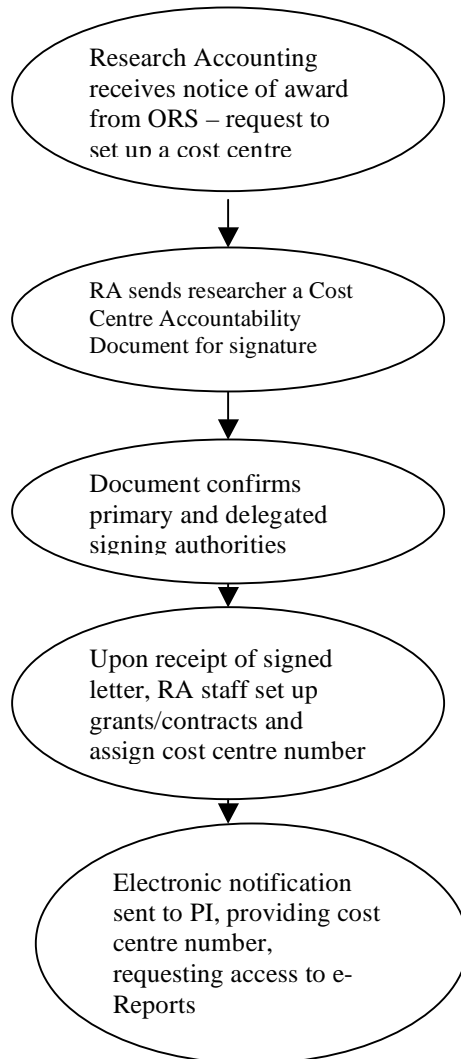 Research Accounting
receives notice of award
from ORS – request to
set up a cost centre
RA sends researcher a Cost
Centre Accountability
Document for signature
Document confirms
primary and delegated
signing authorities
Upon receipt of signed
letter, RA staff set up
grants/contracts and
assign cost centre number
Electronic notification
sent to PI, providing cost
centre number,
requesting access to e-
Reports